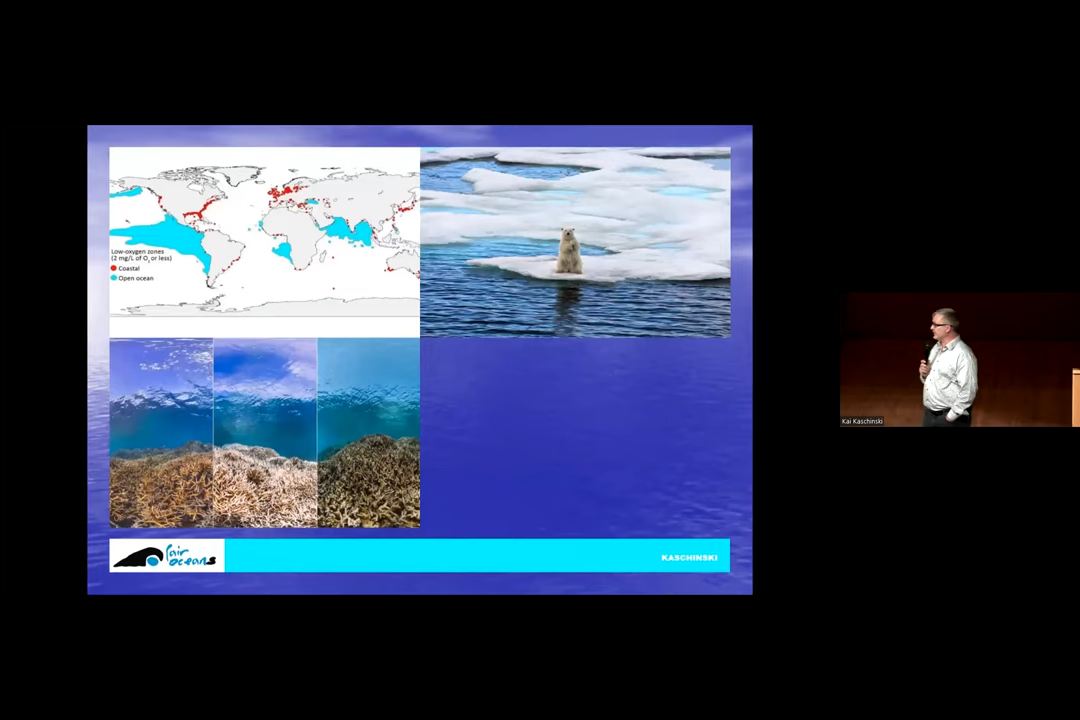 Low-oxygen zones
(2 mg/L of O₂ or less)
Coastal
Open ocean
fair
oceans
KASCHINSKI
Kai Kaschinski